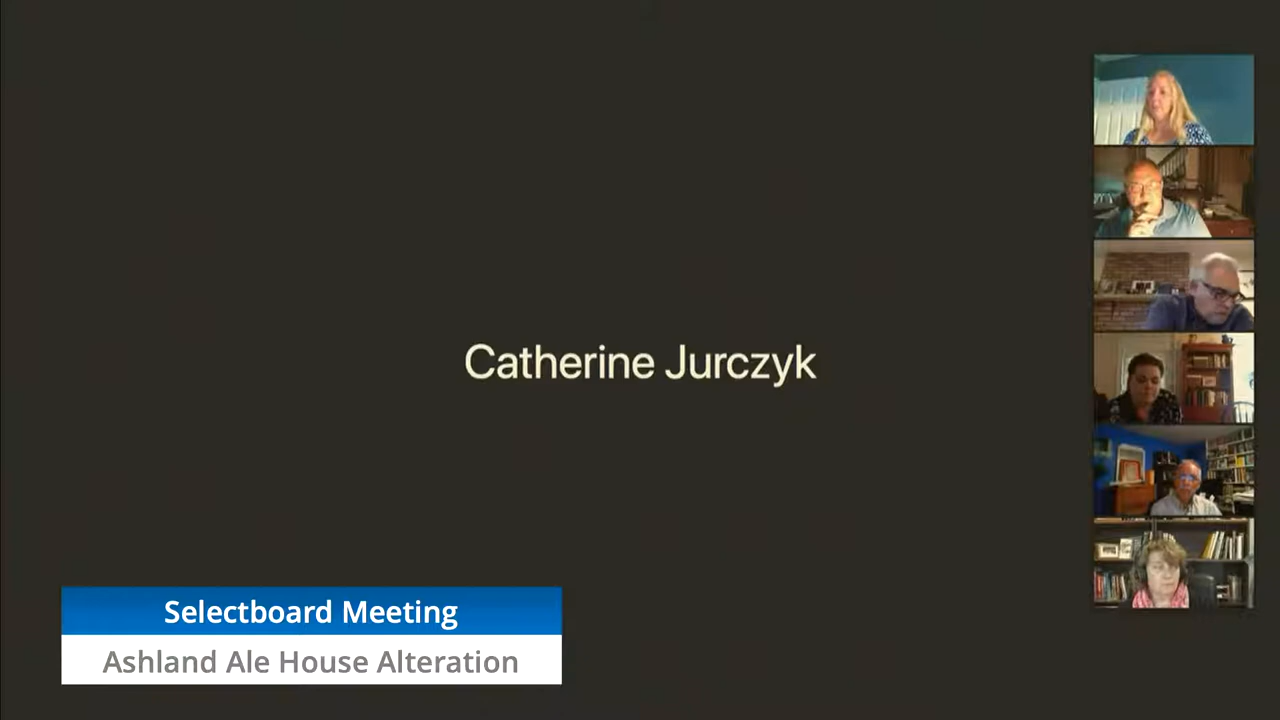 Catherine Jurczyk
Selectboard Meeting
Ashland Ale House Alteration